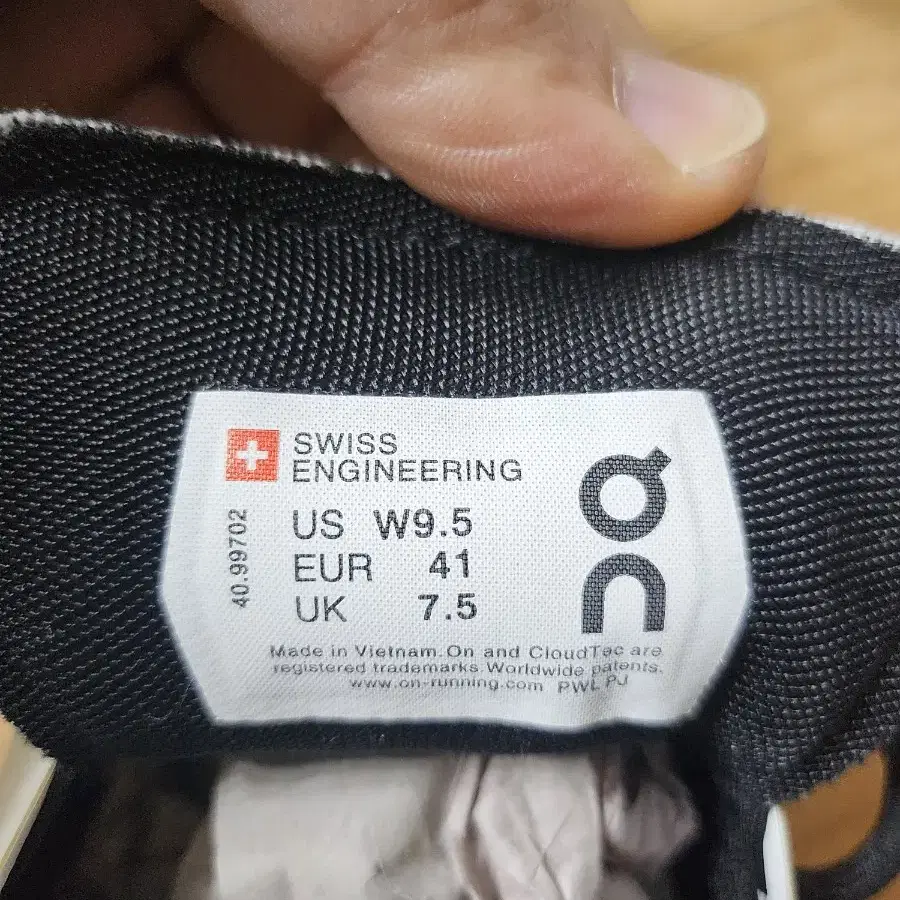 SWISS
ENGINEERING
US W9.5
EUR 41
UK 7.5
40.99702
On
Made in Vietnam. On and CloudTec are
registered trademarks. Worldwide patents.
www.on-running.com PWL PJ